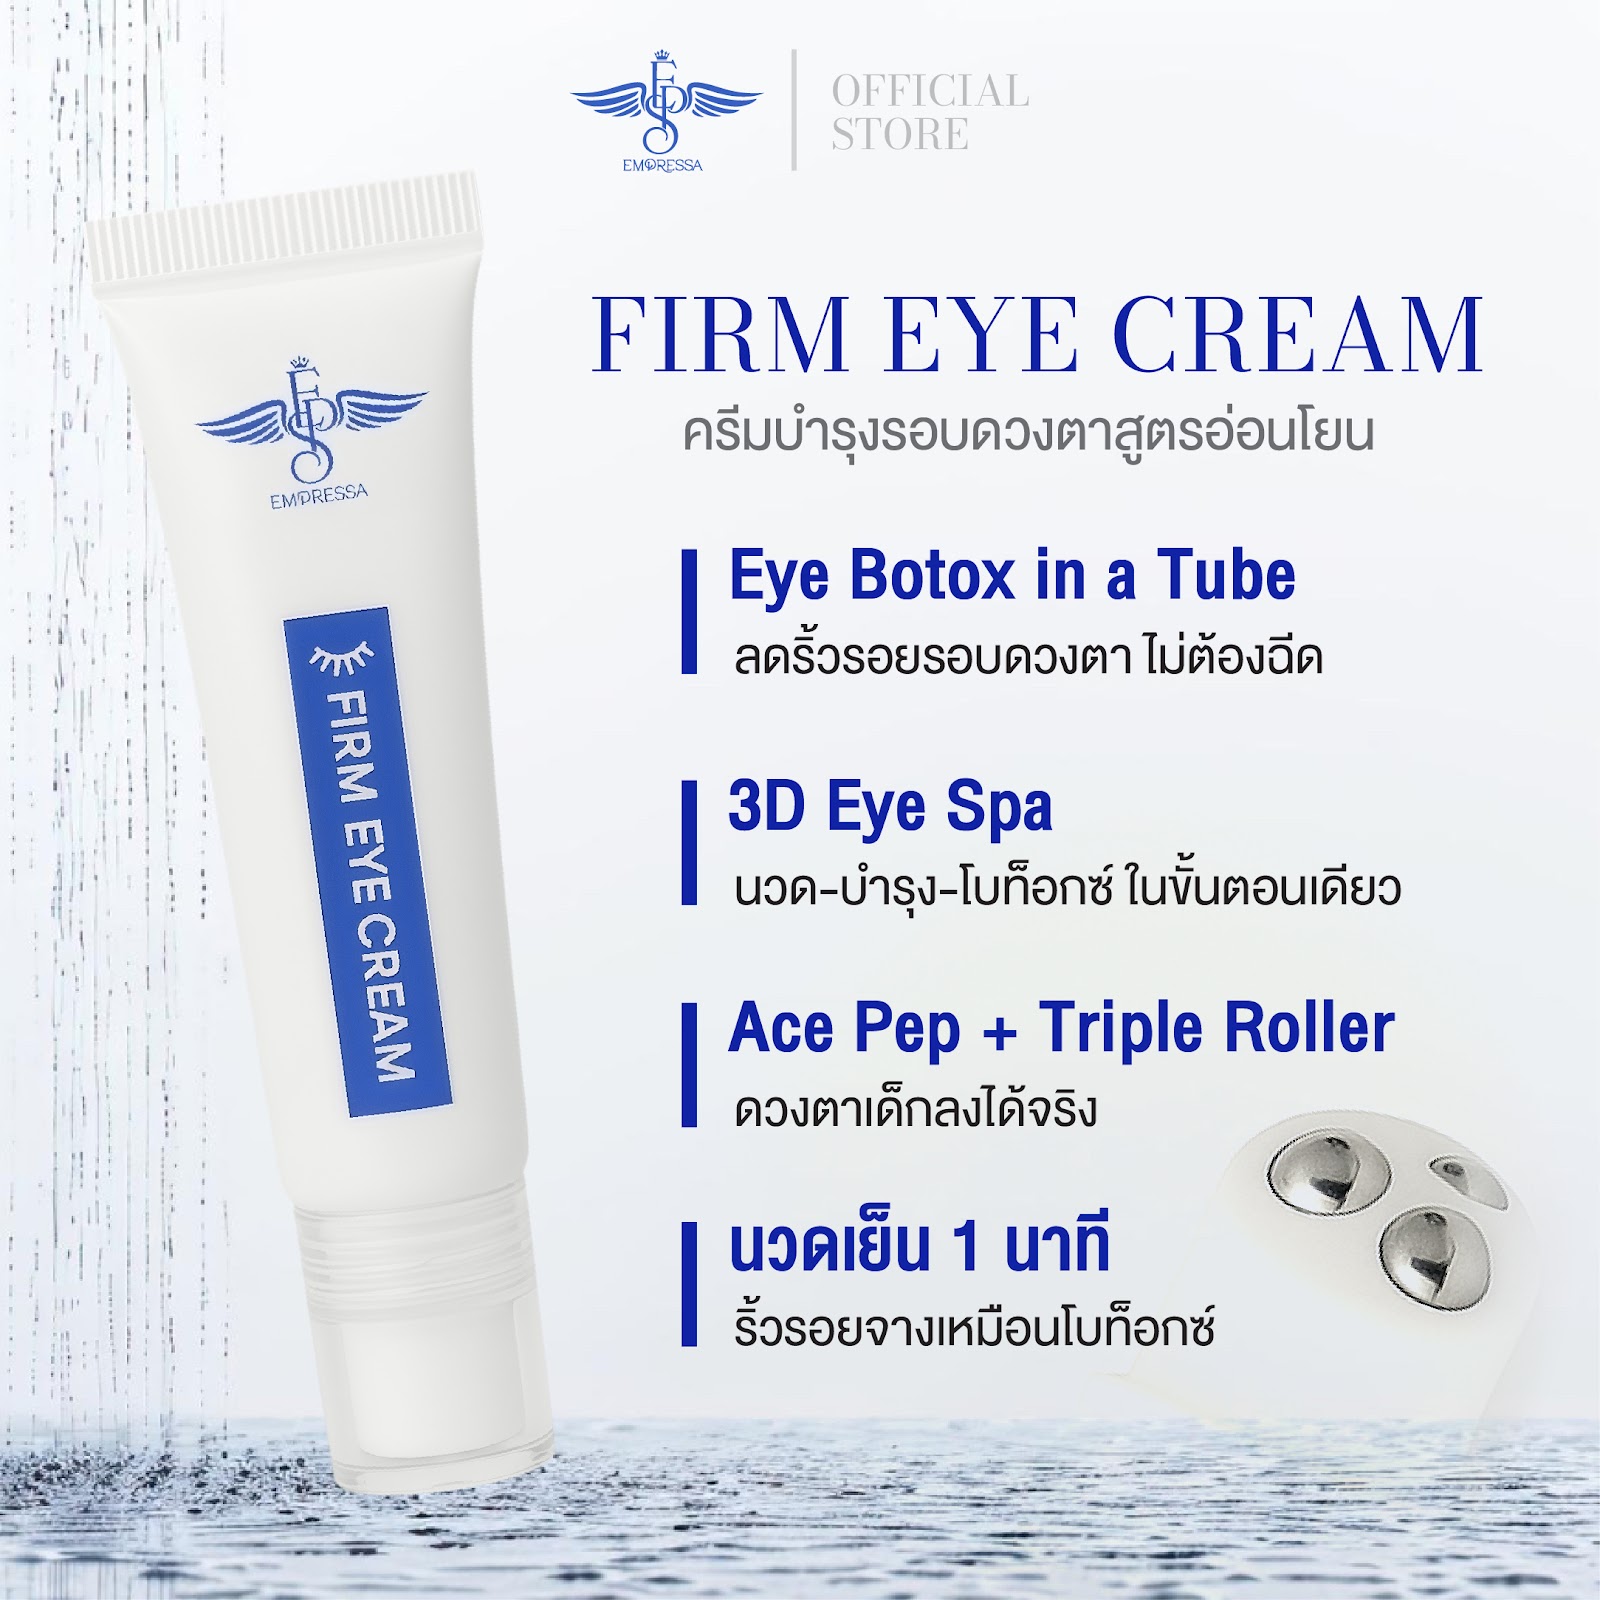 EMPRESSA
OFFICIAL
STORE
FIRM EYE CREAM
ครีมบำรุงรอบดวงตาสูตรอ่อนโยน
Eye Botox in a Tube
ลดริ้วรอยรอบดวงตา ไม่ต้องฉีด
3D Eye Spa
นวด-บำรุง-โบท็อกซ์ ในขั้นตอนเดียว
Ace Pep + Triple Roller
ดวงตาเด็กลงได้จริง
นวดเย็น 1 นาที
ริ้วรอยจางเหมือนโบท็อกซ์
EMPRESSA
FIRM EYE CREAM